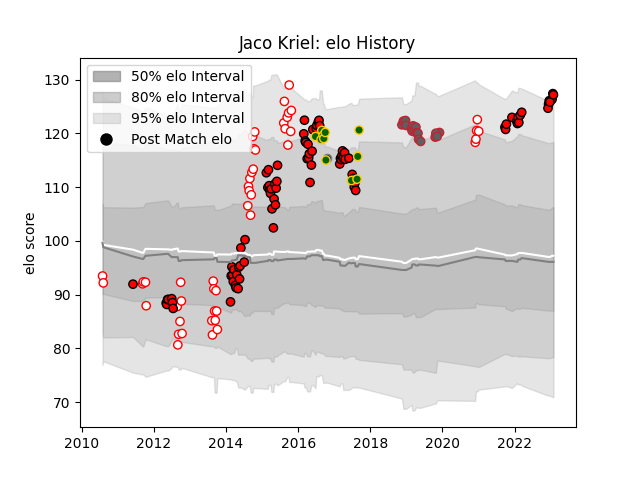 Jaco Kriel: elo History
50% elo Interval
80% elo Interval
95% elo Interval
Post Match elo
elo score
130
120
110
100
90
80
70
2010
2012
2014
2016
2018
2020
2022